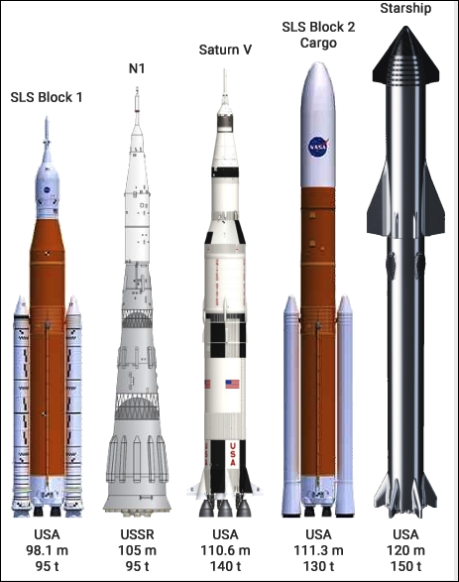 Starship
SLS Block 2
Cargo
Saturn V
N1
SLS Block 1
NASA
USA
USA
USA
98.1 m
95 t
USSR
105 m
95 t
USA
110.6 m
140 t
USA
111.3 m
130 t
USA
120 m
150 t